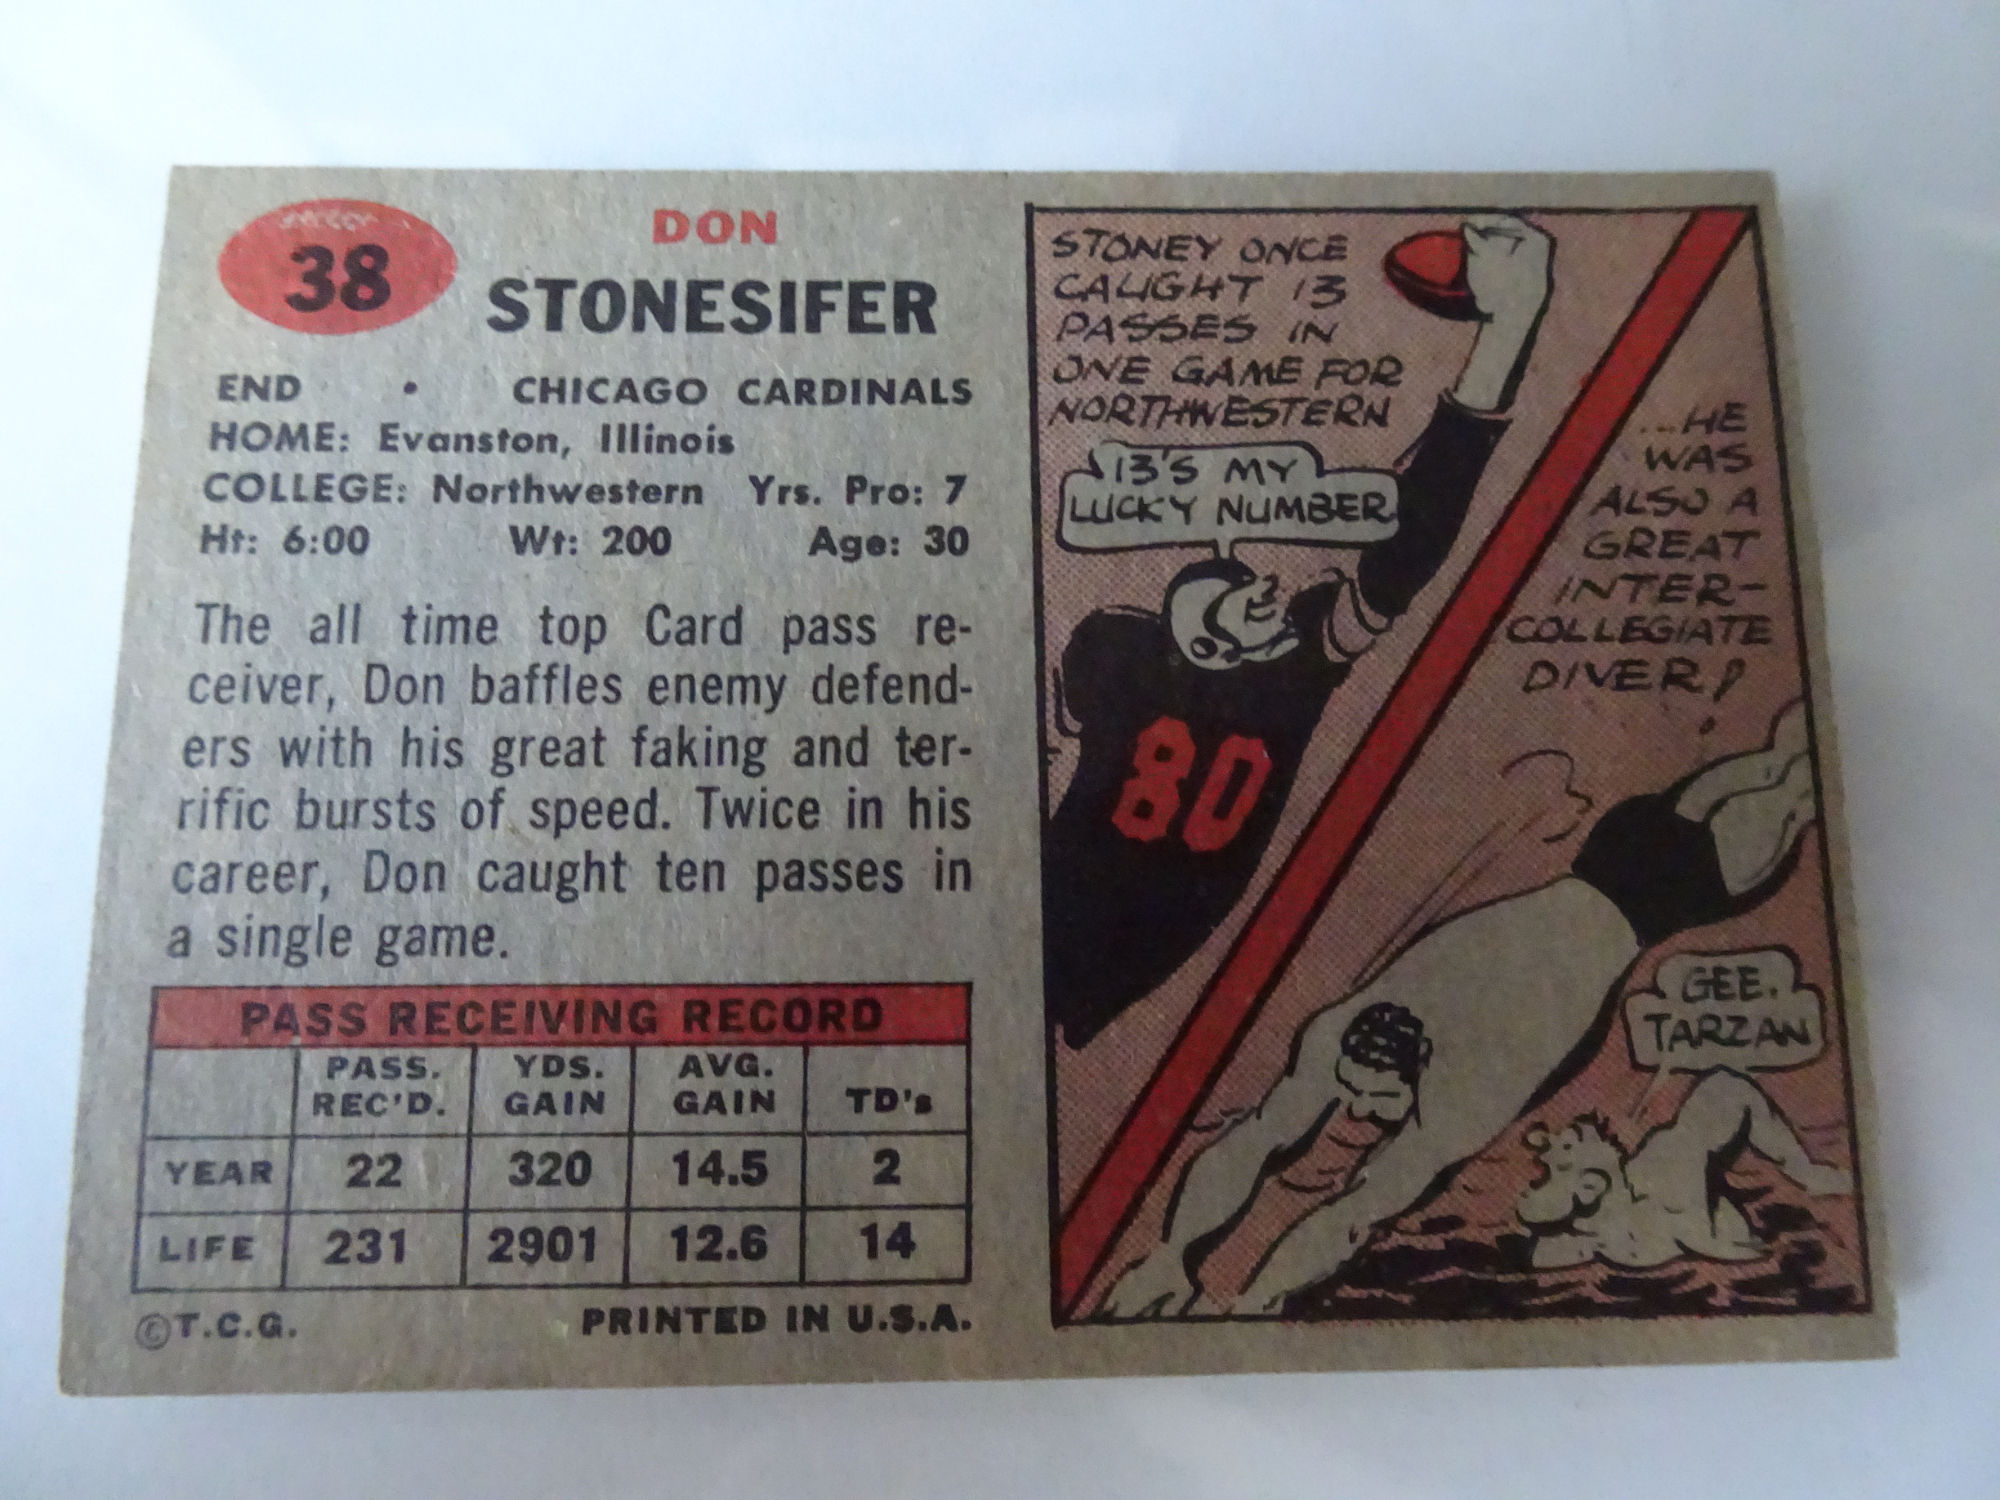 38
DON
STONESIFER
END • CHICAGO CARDINALS
HOME: Evanston, Illinois
COLLEGE: Northwestern Yrs. Pro: 7
Ht: 6:00 Wt: 200 Age: 30
The all time top Card pass re-
ceiver, Don baffles enemy defend-
ers with his great faking and ter-
rific bursts of speed. Twice in his
career, Don caught ten passes in
a single game.
PASS RECEIVING RECORD
PASS. REC'D. YDS. GAIN AVG. GAIN TD's
YEAR 22 320 14.5 2
LIFE 231 2901 12.6 14
©T.C.G. PRINTED IN U.S.A.
STONEY ONCE
CAUGHT 13
PASSES IN
ONE GAME FOR
NORTHWESTERN
13'S MY
LUCKY NUMBER
80
...HE
WAS
ALSO A
GREAT
INTER-
COLLEGIATE
DIVER!
GEE,
TARZAN